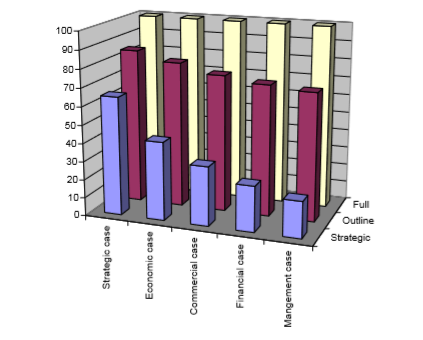 100
90
80
70
60
50
40
30
20
10
0
Full
Outline
Strategic
Strategic case
Economic case
Commercial case
Financial case
Mangement case